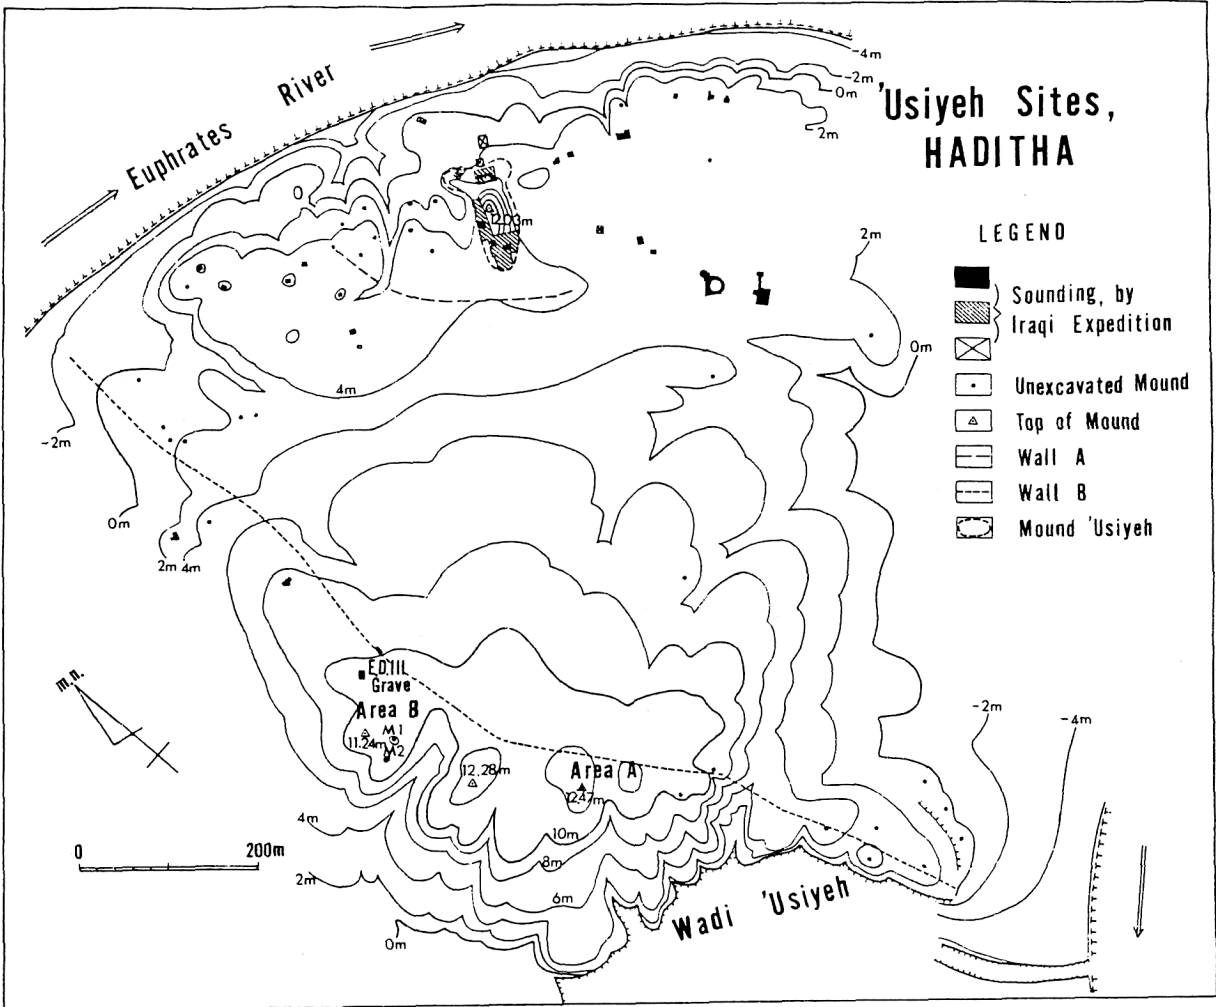 'Usiyeh Sites,
HADITHA
Euphrates River
-4m
-2m
0m
2m
0
LEGEND
Sounding, by
Iraqi Expedition
Unexcavated Mound
Top of Mound
Wall A
Wall B
Mound 'Usiyeh
2m
0m
4m
-2m
0m
2m 4m
m.n.
E.D.III.
Grave
Area B
M1
11.24m
M2
12.28m
Area A
12.47m
-2m
-4m
4m
10m
8m
2m
6m
0m
0 200m
Wadi 'Usiyeh